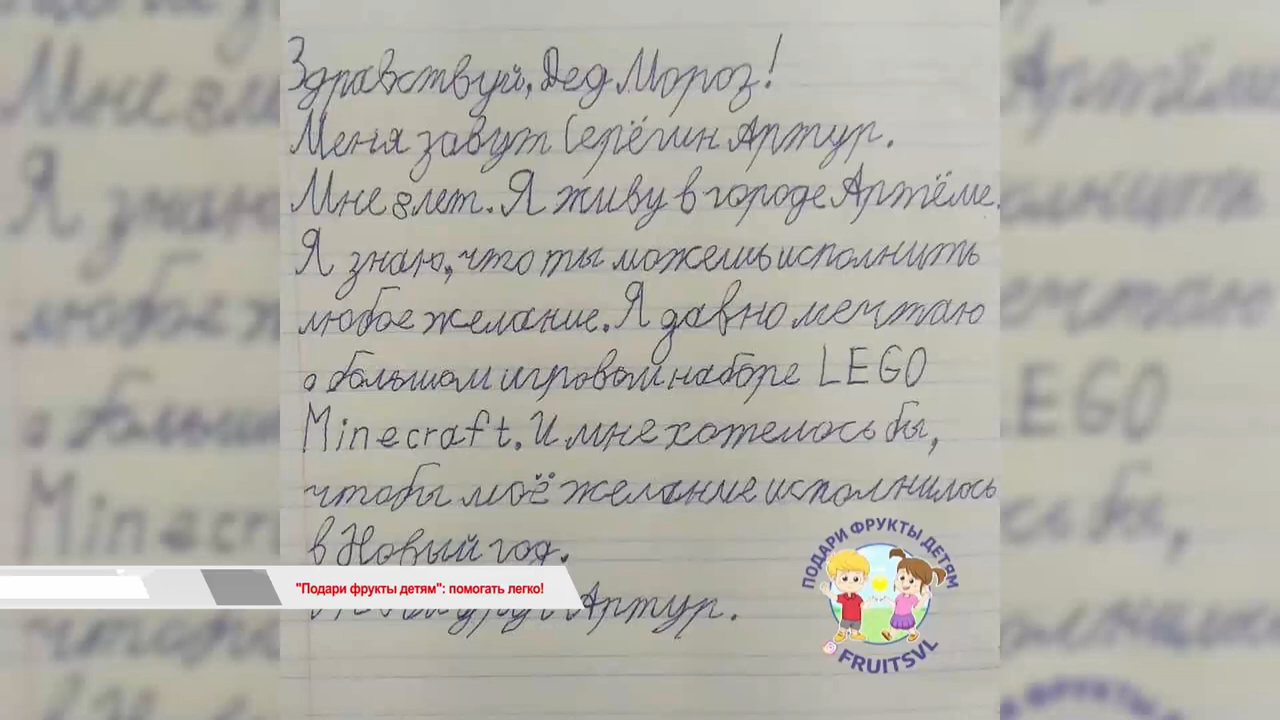 Здравствуй, Дед Мороз!
Меня завут Серёгин Артур.
Мне 8 лет. Я живу в городе Артёме.
Я знаю, что ты можешь исполнить
любое желание. Я давно мечтаю
о большом игровом наборе LEGO
Minecraft. И мне хотелось бы,
чтобы моё желание исполнилось
в Новый год.
Артур.
"Подари фрукты детям": помогать легко!
ПОДАРИ ФРУКТЫ ДЕТЯМ
FRUITSVL